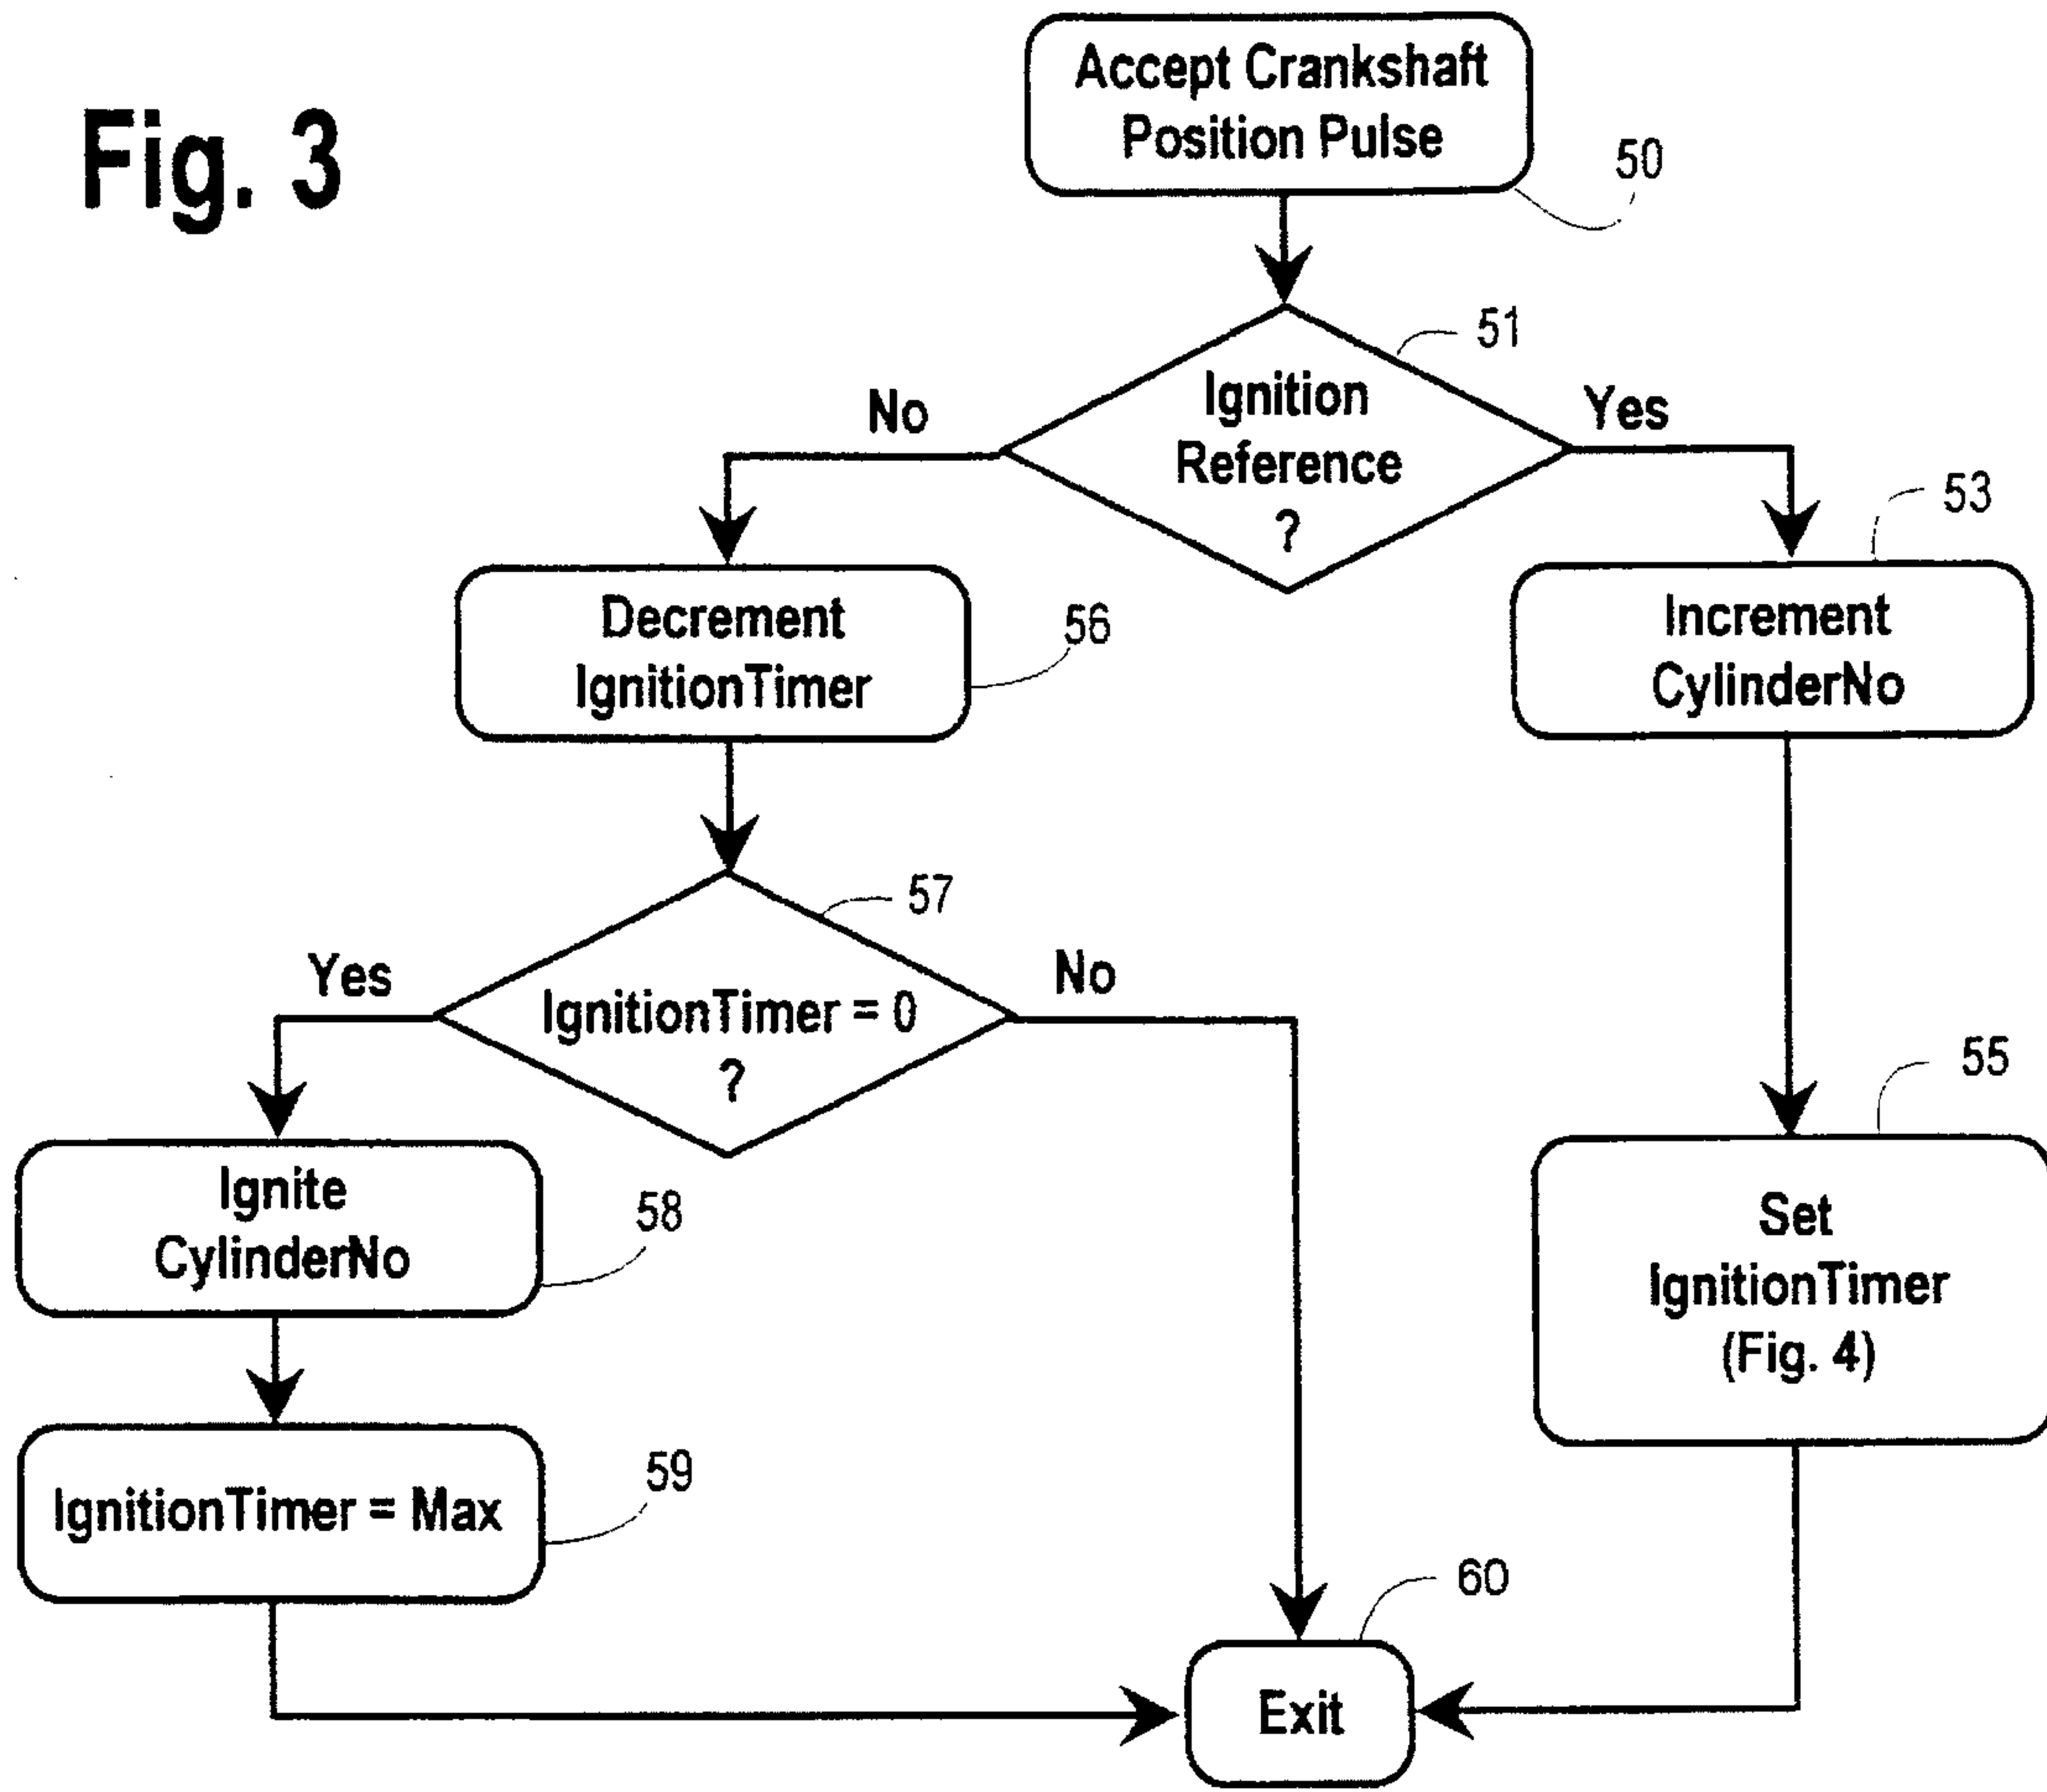 Fig. 3
Accept Crankshaft
Position Pulse
50
51
Ignition
Reference
?
No
Yes
53
Decrement
IgnitionTimer
56
Increment
CylinderNo
57
Yes
No
IgnitionTimer = 0
?
55
Ignite
CylinderNo
58
Set
IgnitionTimer
(Fig. 4)
59
IgnitionTimer = Max
60
Exit